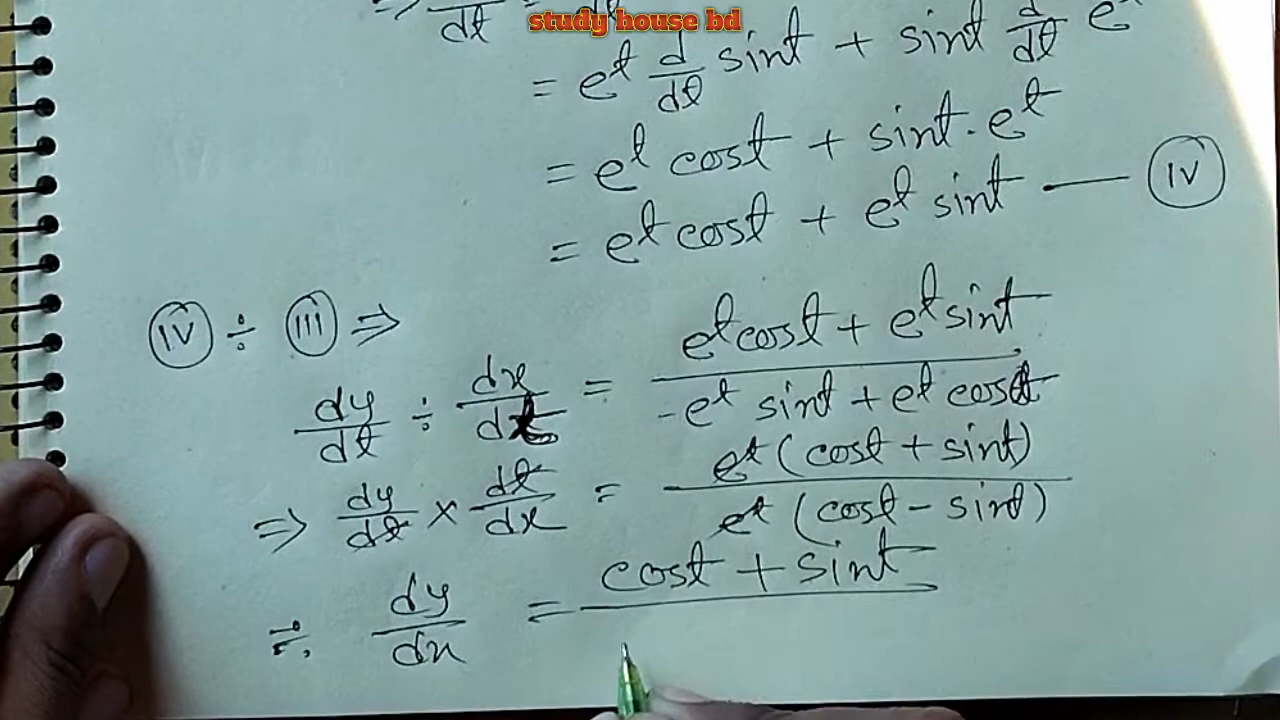 study house bd
=> dt =
= e^t d/dt sint + sint d/dt e^t
= e^t cost + sint · e^t
= e^t cost + e^t sint — (IV)
(IV) ÷ (III) =>
dy/dt ÷ dx/dt = (e^t cost + e^t sint)/(-e^t sint + e^t cost)
=> dy/dt × dt/dx = (e^t (cost + sint))/(e^t (cost - sint))
÷. dy/dx = cost + sint